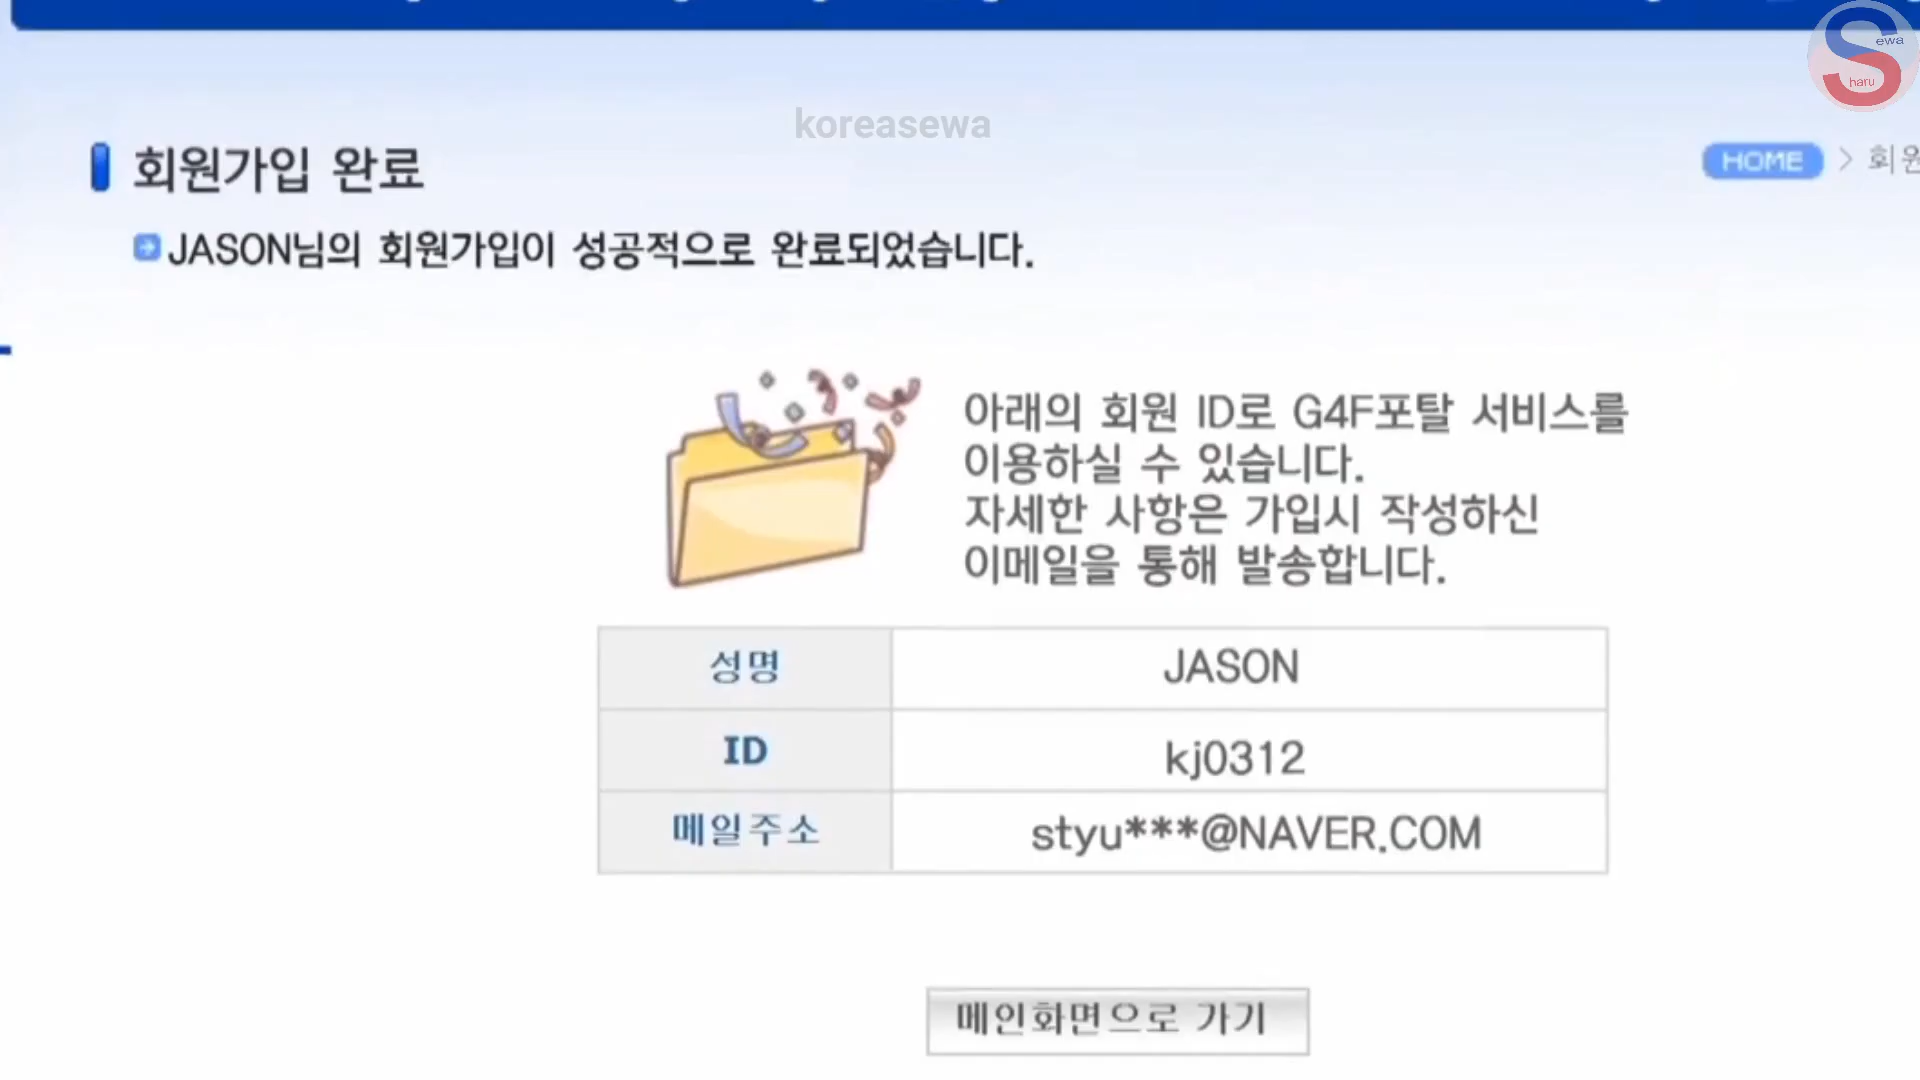 ewa
haru
koreasewa
회원가입 완료
HOME > 회원
JASON님의 회원가입이 성공적으로 완료되었습니다.
아래의 회원 ID로 G4F포탈 서비스를
이용하실 수 있습니다.
자세한 사항은 가입시 작성하신
이메일을 통해 발송합니다.
성명 JASON
ID kj0312
메일주소 styu***@NAVER.COM
메인화면으로 가기